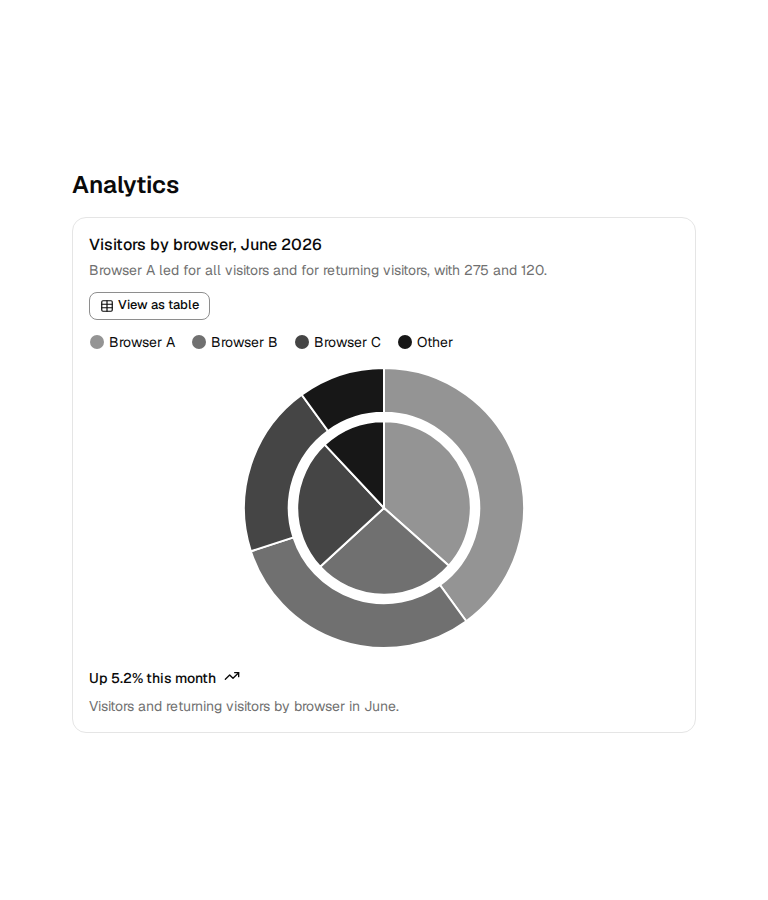 Analytics
Visitors by browser, June 2026
Browser A led for all visitors and for returning visitors, with 275 and 120.
View as table
Browser A Browser B Browser C Other
Up 5.2% this month
Visitors and returning visitors by browser in June.